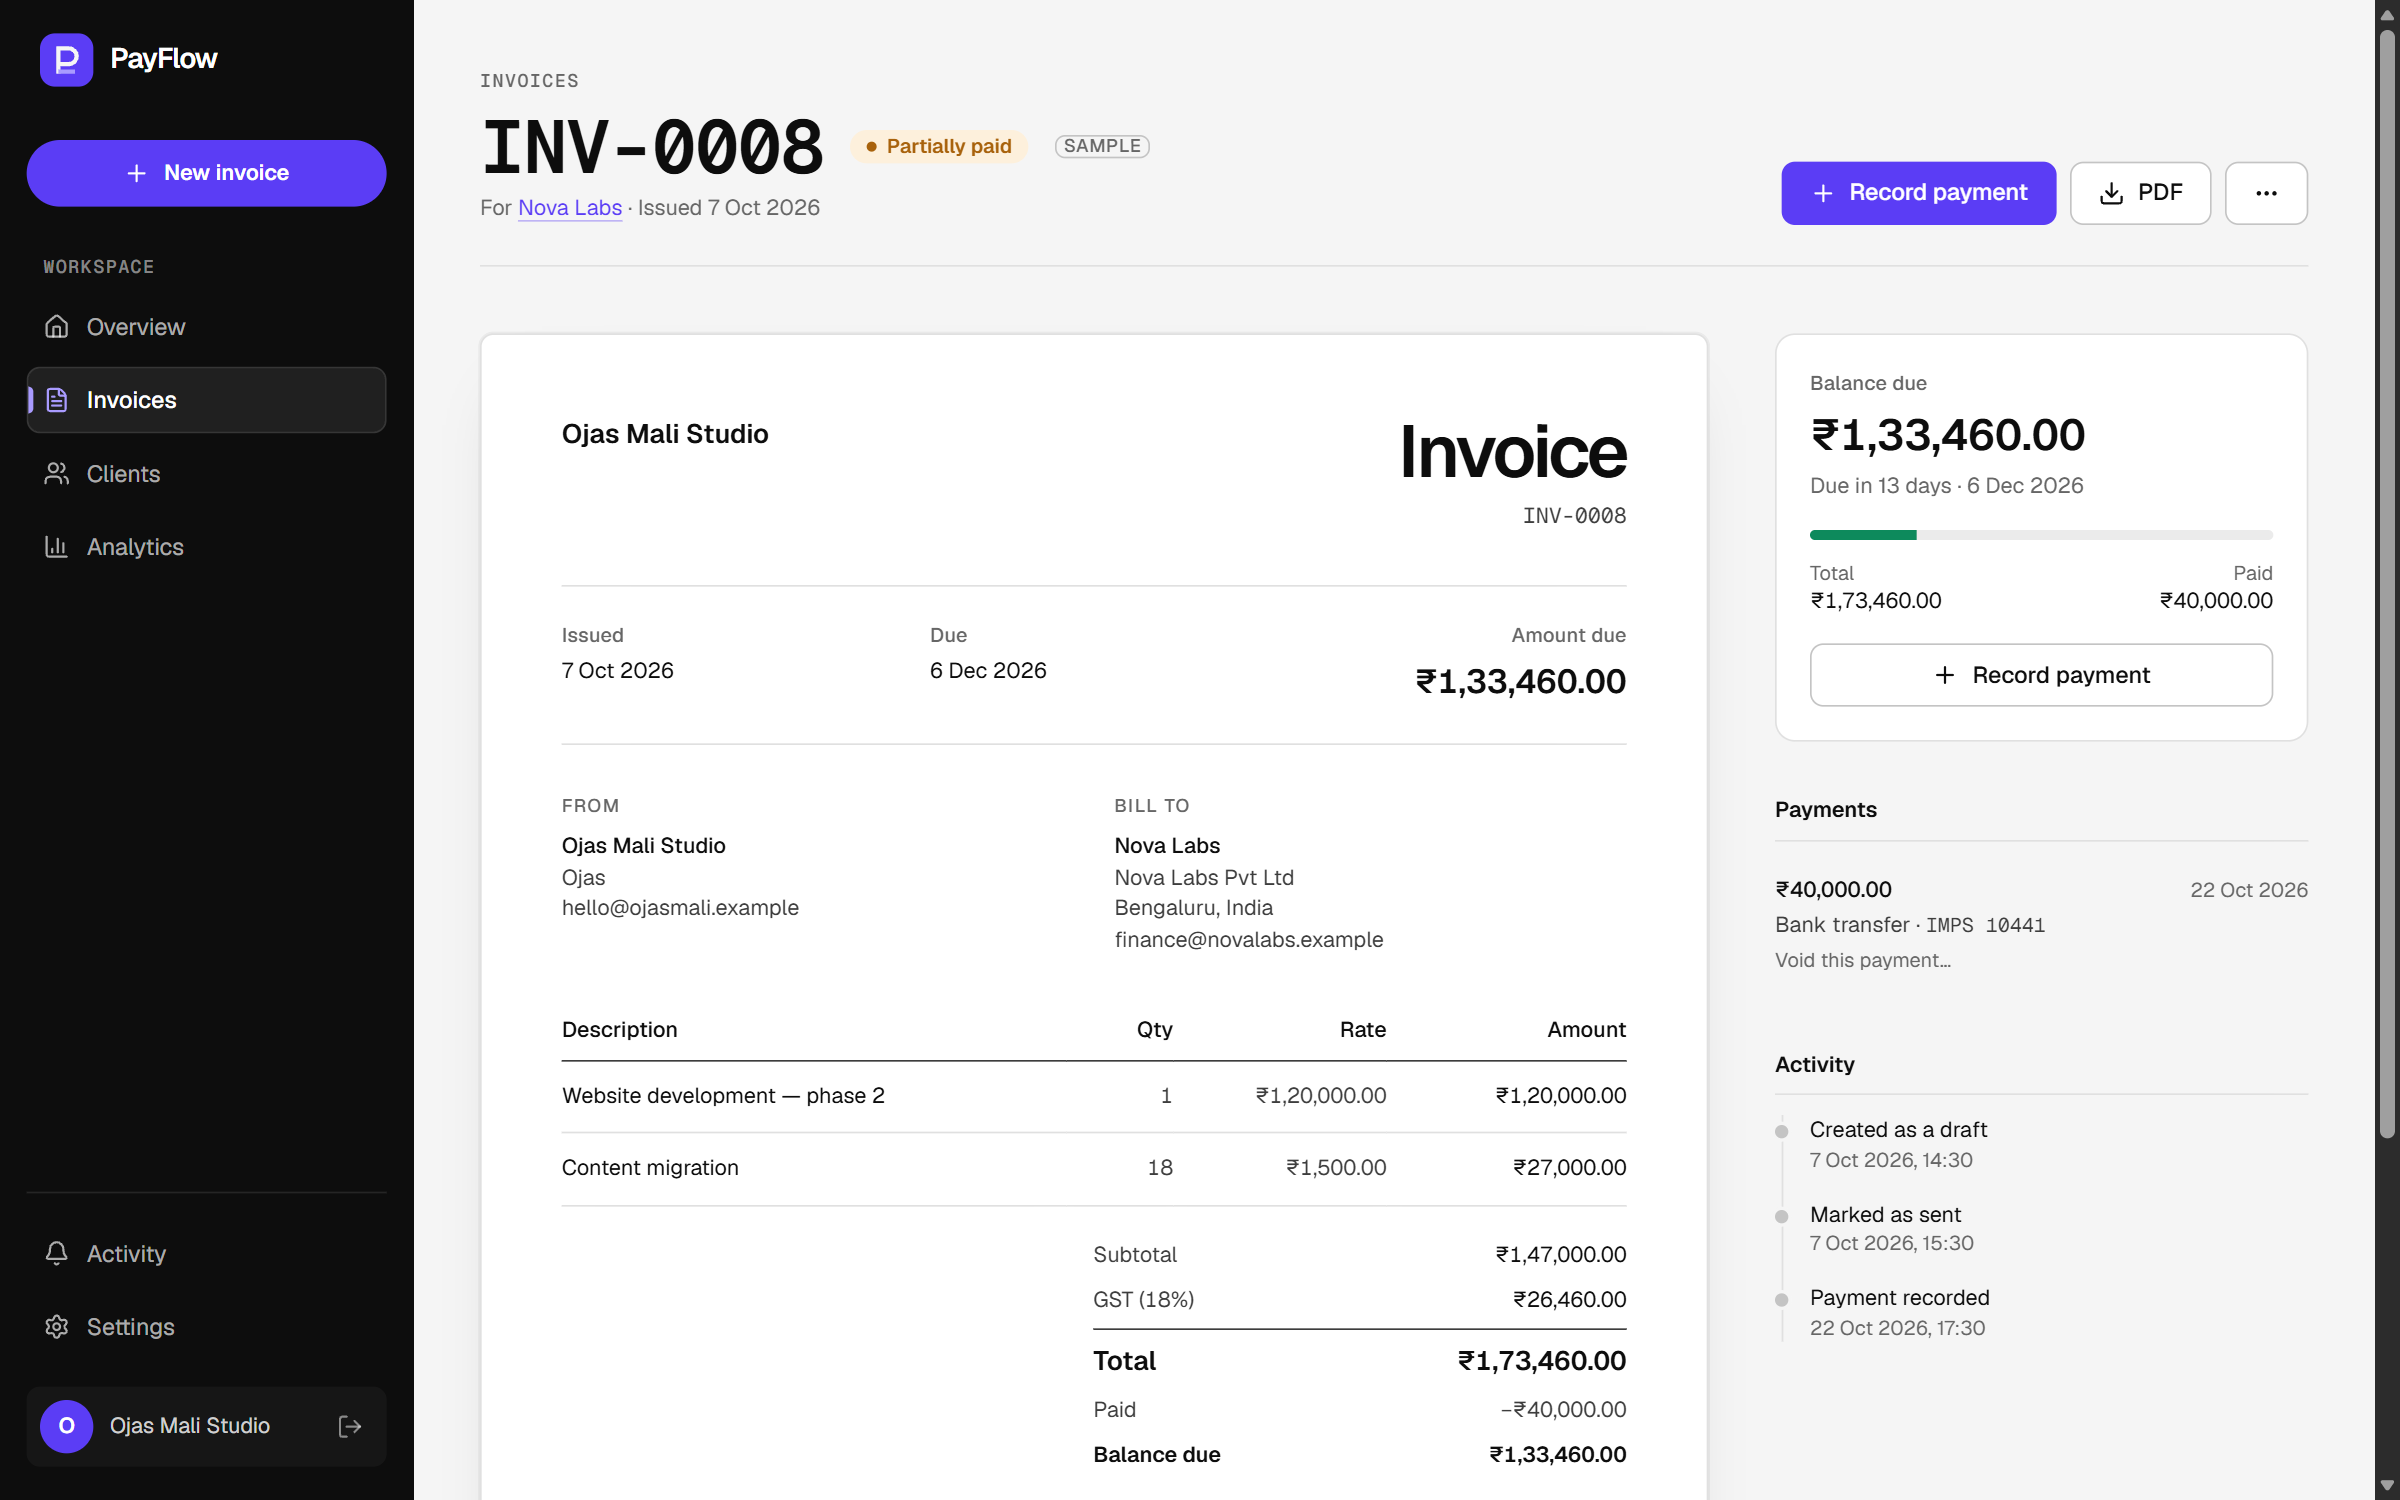 PayFlow
New invoice
WORKSPACE
Overview
Invoices
Clients
Analytics
Activity
Settings
O Ojas Mali Studio
INVOICES
INV-0008 Partially paid SAMPLE
For Nova Labs · Issued 7 Oct 2026
Record payment PDF
Ojas Mali Studio Invoice
INV-0008
Issued Due Amount due
7 Oct 2026 6 Dec 2026 ₹1,33,460.00
FROM BILL TO
Ojas Mali Studio Nova Labs
Ojas Nova Labs Pvt Ltd
hello@ojasmali.example Bengaluru, India
finance@novalabs.example
Description Qty Rate Amount
Website development — phase 2 1 ₹1,20,000.00 ₹1,20,000.00
Content migration 18 ₹1,500.00 ₹27,000.00
Subtotal ₹1,47,000.00
GST (18%) ₹26,460.00
Total ₹1,73,460.00
Paid −₹40,000.00
Balance due ₹1,33,460.00
Balance due
₹1,33,460.00
Due in 13 days · 6 Dec 2026
Total Paid
₹1,73,460.00 ₹40,000.00
Record payment
Payments
₹40,000.00 22 Oct 2026
Bank transfer · IMPS 10441
Void this payment…
Activity
Created as a draft
7 Oct 2026, 14:30
Marked as sent
7 Oct 2026, 15:30
Payment recorded
22 Oct 2026, 17:30